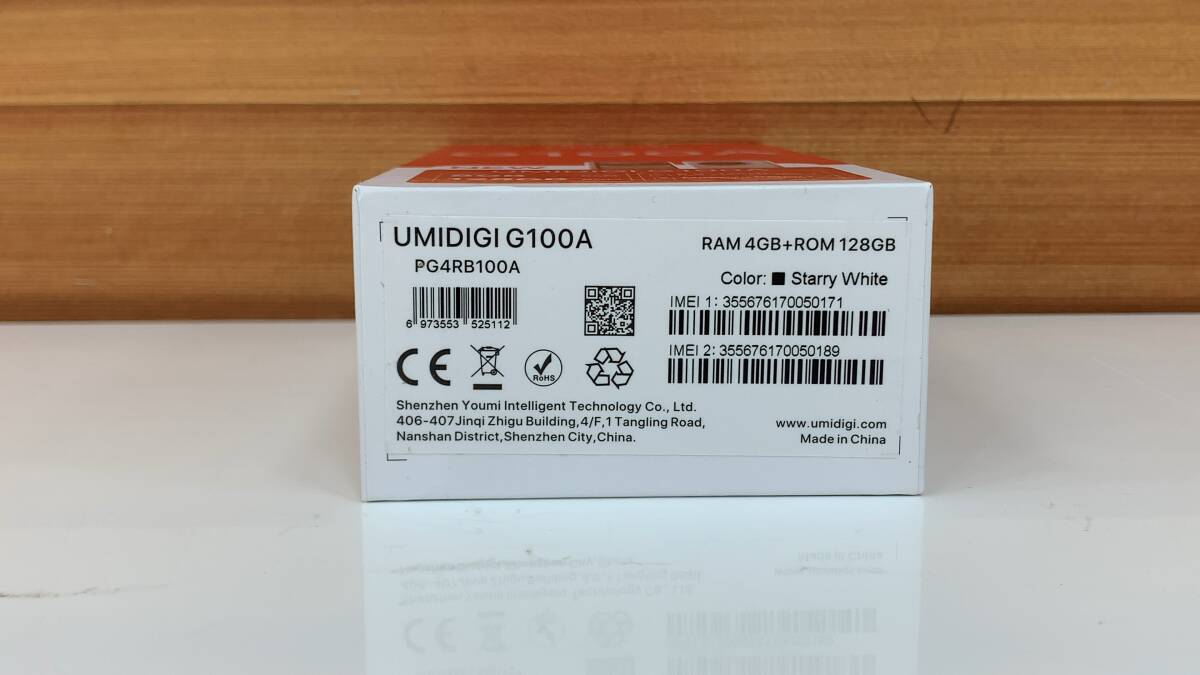 UMIDIGI G100A
PG4RB100A
RAM 4GB+ROM 128GB
Color: ■ Starry White
6 973553 525112
IMEI 1: 355676170050171
IMEI 2: 355676170050189
CE
RoHS
Shenzhen Youmi Intelligent Technology Co., Ltd.
406-407Jinqi Zhigu Building,4/F,1 Tangling Road,
Nanshan District,Shenzhen City,China.
www.umidigi.com
Made in China